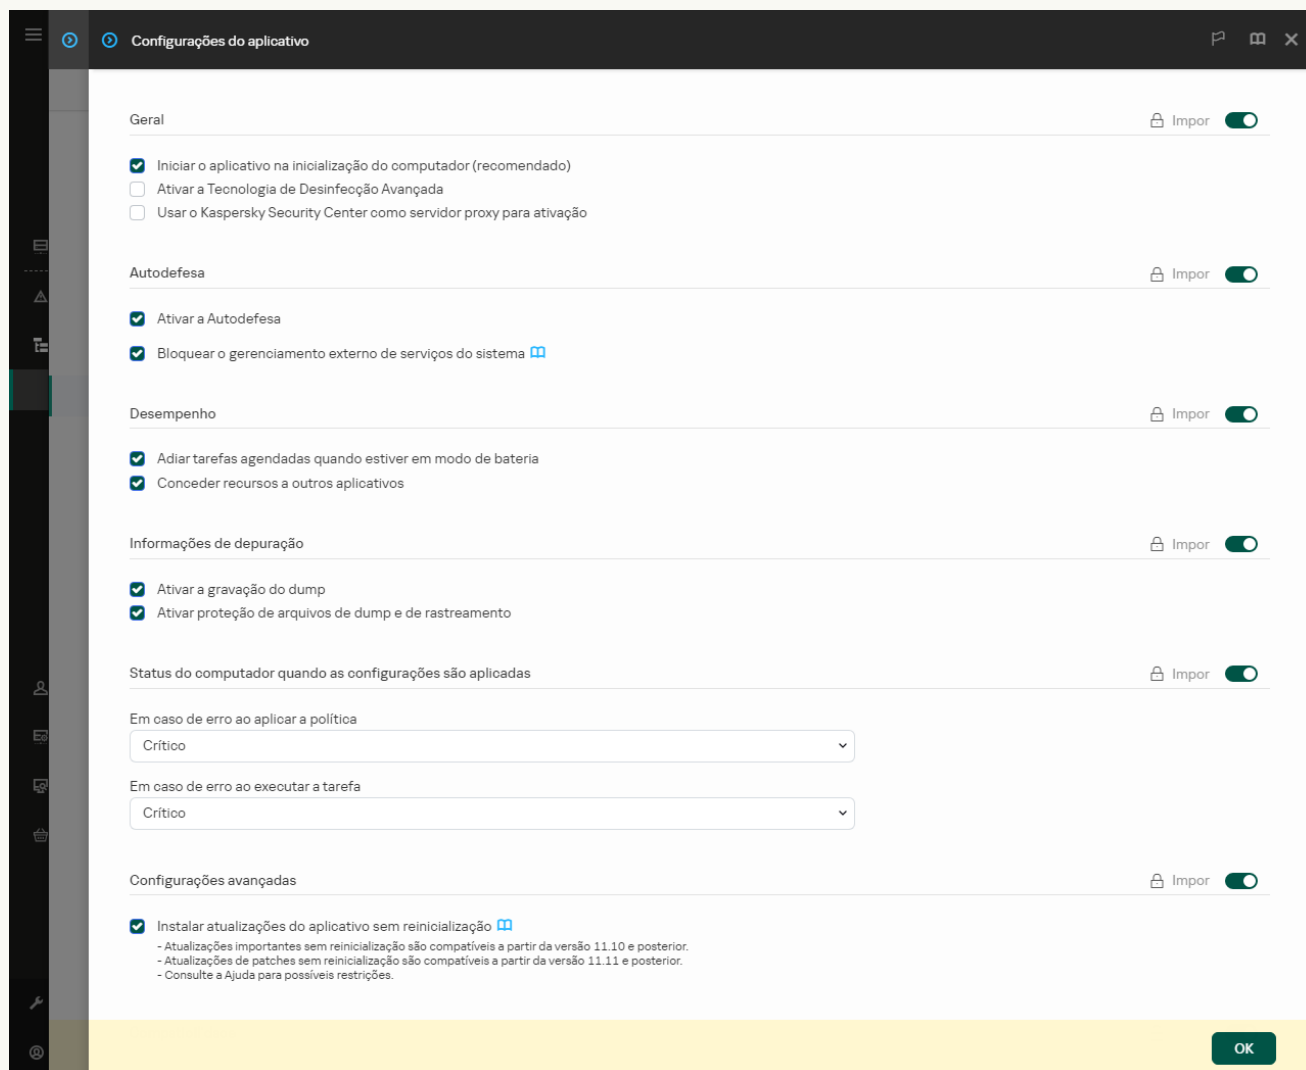 Configurações do aplicativo
Geral Impor
Iniciar o aplicativo na inicialização do computador (recomendado)
Ativar a Tecnologia de Desinfecção Avançada
Usar o Kaspersky Security Center como servidor proxy para ativação
Autodefesa Impor
Ativar a Autodefesa
Bloquear o gerenciamento externo de serviços do sistema
Desempenho Impor
Adiar tarefas agendadas quando estiver em modo de bateria
Conceder recursos a outros aplicativos
Informações de depuração Impor
Ativar a gravação do dump
Ativar proteção de arquivos de dump e de rastreamento
Status do computador quando as configurações são aplicadas Impor
Em caso de erro ao aplicar a política
Crítico
Em caso de erro ao executar a tarefa
Crítico
Configurações avançadas Impor
Instalar atualizações do aplicativo sem reinicialização
- Atualizações importantes sem reinicialização são compatíveis a partir da versão 11.10 e posterior.
- Atualizações de patches sem reinicialização são compatíveis a partir da versão 11.11 e posterior.
- Consulte a Ajuda para possíveis restrições.
OK